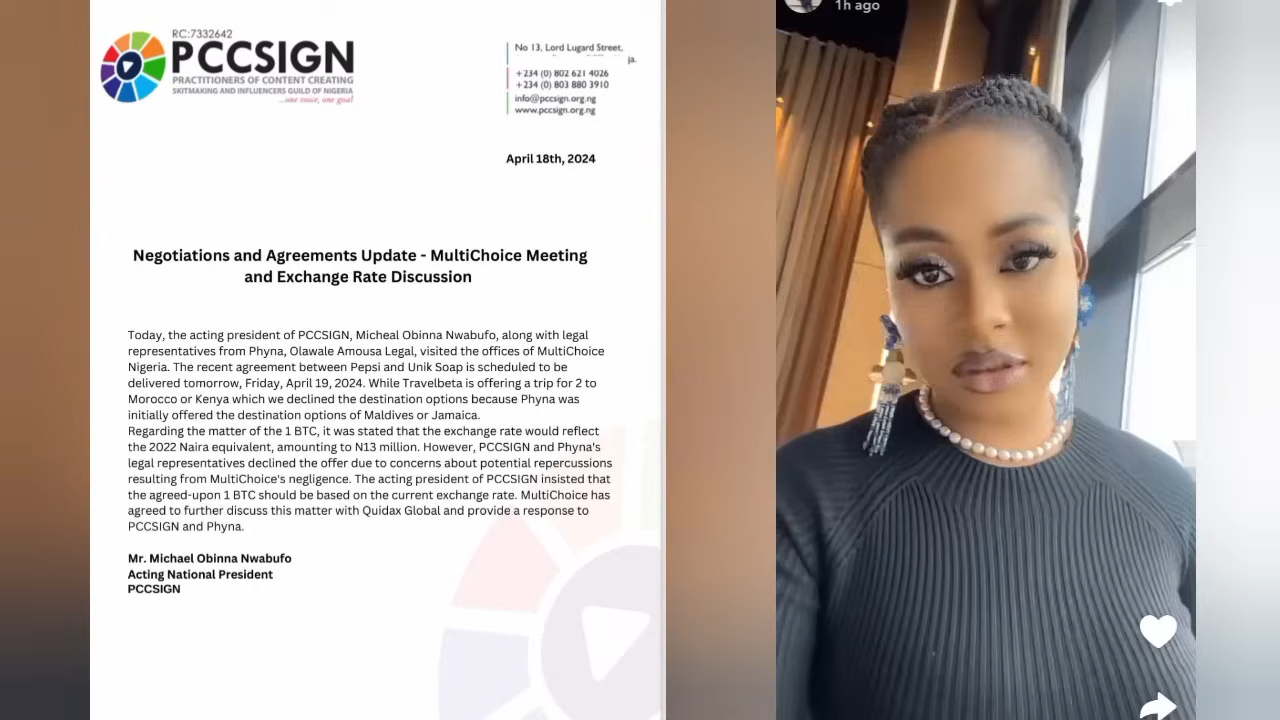 RC:7332642
PCCSIGN
PRACTITIONERS OF CONTENT CREATING
SKITMAKING AND INFLUENCERS GUILD OF NIGERIA
...one voice, one goal
No 13, Lord Lugard Street,
ja.
+234 (0) 802 621 4026
+234 (0) 803 880 3910
info@pccsign.org.ng
www.pccsign.org.ng
April 18th, 2024
Negotiations and Agreements Update - MultiChoice Meeting
and Exchange Rate Discussion
Today, the acting president of PCCSIGN, Micheal Obinna Nwabufo, along with legal
representatives from Phyna, Olawale Amousa Legal, visited the offices of MultiChoice
Nigeria. The recent agreement between Pepsi and Unik Soap is scheduled to be
delivered tomorrow, Friday, April 19, 2024. While Travelbeta is offering a trip for 2 to
Morocco or Kenya which we declined the destination options because Phyna was
initially offered the destination options of Maldives or Jamaica.
Regarding the matter of the 1 BTC, it was stated that the exchange rate would reflect
the 2022 Naira equivalent, amounting to N13 million. However, PCCSIGN and Phyna's
legal representatives declined the offer due to concerns about potential repercussions
resulting from MultiChoice's negligence. The acting president of PCCSIGN insisted that
the agreed-upon 1 BTC should be based on the current exchange rate. MultiChoice has
agreed to further discuss this matter with Quidax Global and provide a response to
PCCSIGN and Phyna.
Mr. Michael Obinna Nwabufo
Acting National President
PCCSIGN
1h ago